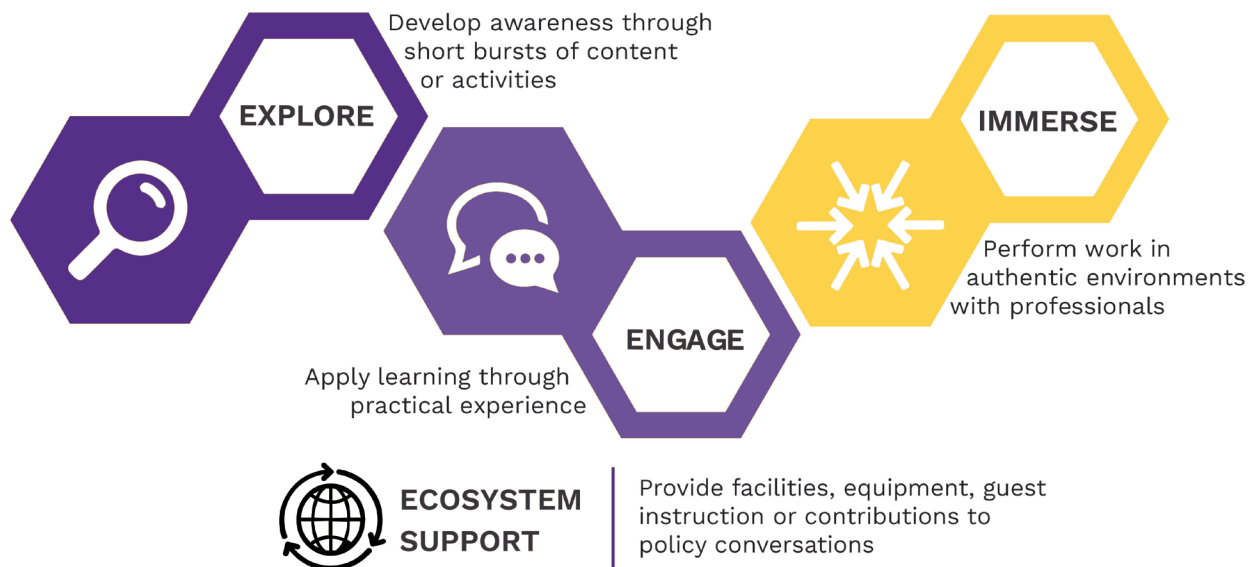 EXPLORE
Develop awareness through
short bursts of content
or activities
ENGAGE
Apply learning through
practical experience
IMMERSE
Perform work in
authentic environments
with professionals
ECOSYSTEM
SUPPORT
Provide facilities, equipment, guest
instruction or contributions to
policy conversations